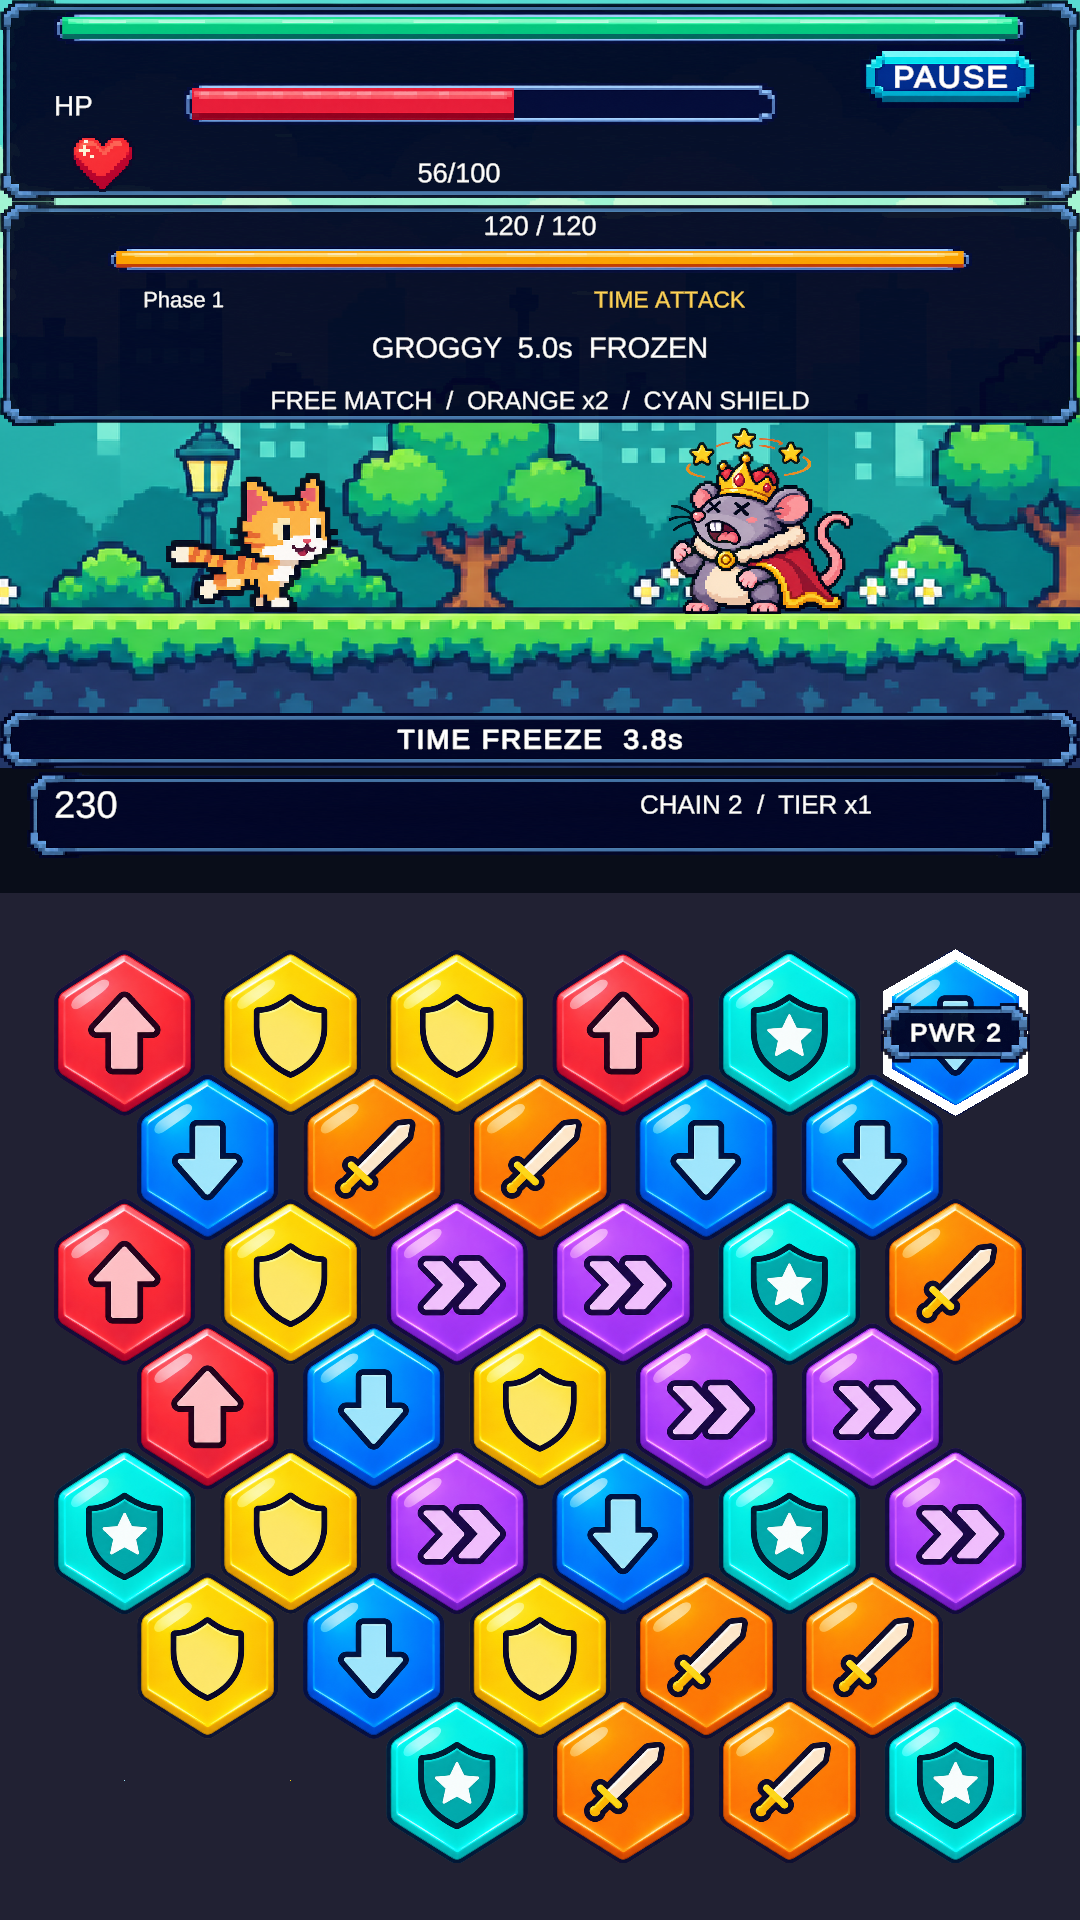 PAUSE
HP
56/100
120 / 120
Phase 1 TIME ATTACK
GROGGY 5.0s FROZEN
FREE MATCH / ORANGE x2 / CYAN SHIELD
TIME FREEZE 3.8s
230 CHAIN 2 / TIER x1
PWR 2